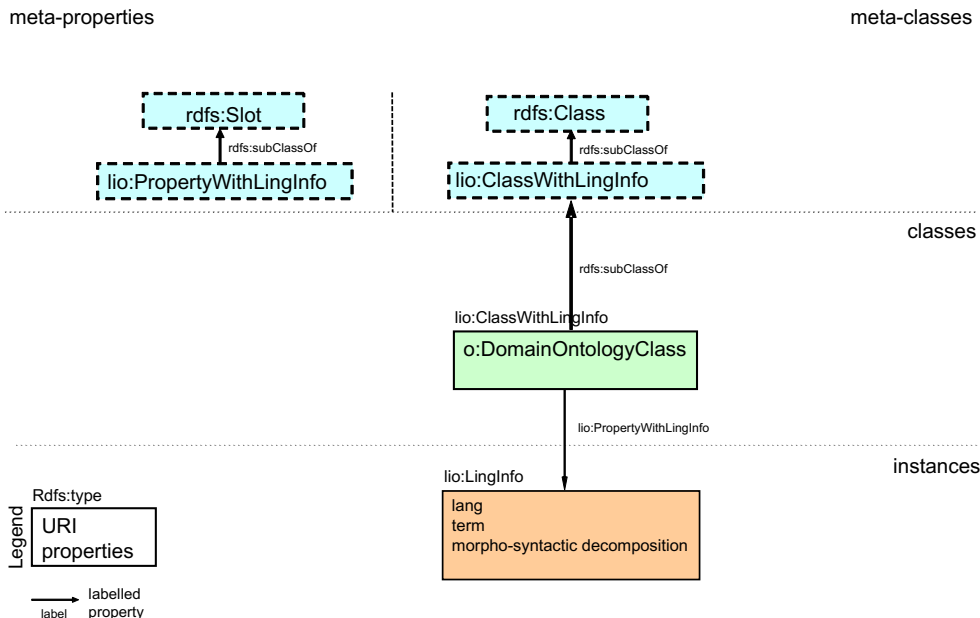 meta-properties
meta-classes
rdfs:Slot
rdfs:Class
rdfs:subClassOf
rdfs:subClassOf
lio:PropertyWithLingInfo
lio:ClassWithLingInfo
classes
rdfs:subClassOf
lio:ClassWithLingInfo
o:DomainOntologyClass
lio:PropertyWithLingInfo
instances
lio:LingInfo
lang
term
morpho-syntactic decomposition
Legend
Rdfs:type
URI
properties
label
labelled
property